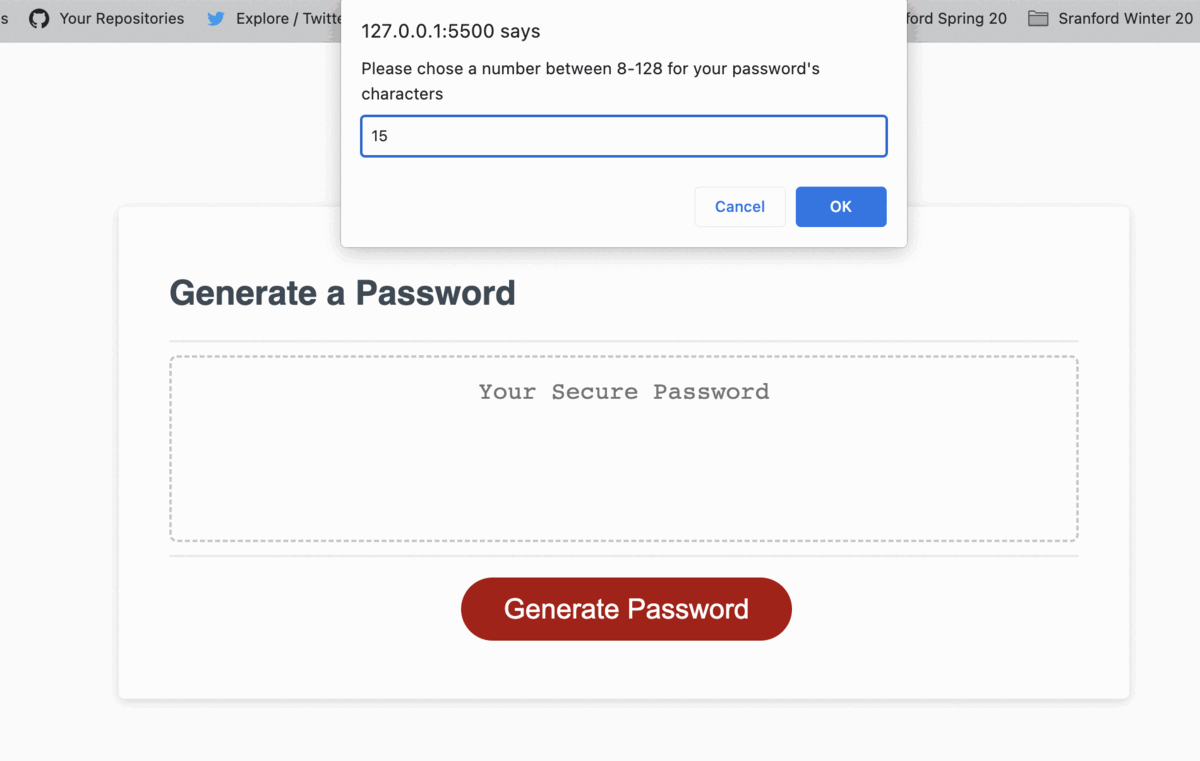 s Your Repositories Explore / Twitte ford Spring 20 Sranford Winter 20
127.0.0.1:5500 says
Please chose a number between 8-128 for your password's
characters
15
Cancel OK
Generate a Password
Your Secure Password
Generate Password